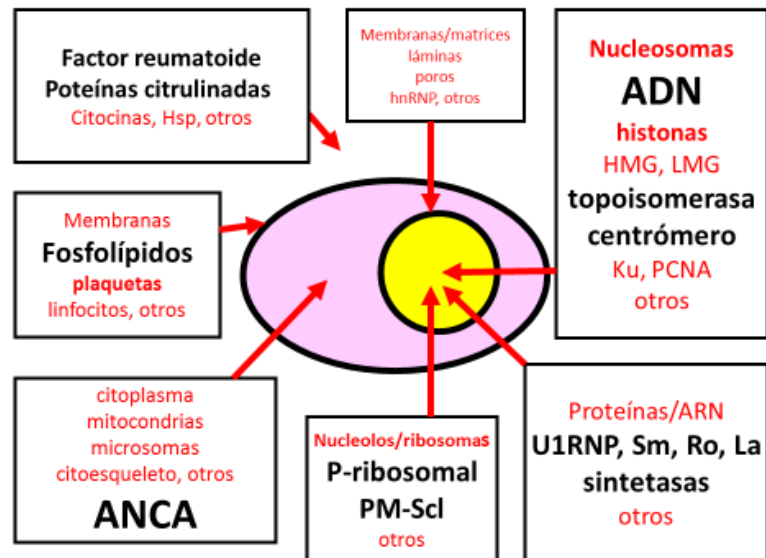 Factor reumatoide
Poteínas citrulinadas
Citocinas, Hsp, otros
Membranas/matrices
láminas
poros
hnRNP, otros
Nucleosomas
ADN
histonas
HMG, LMG
topoisomerasa
centrómero
Ku, PCNA
otros
Membranas
Fosfolípidos
plaquetas
linfocitos, otros
citoplasma
mitocondrias
microsomas
citoesqueleto, otros
ANCA
Nucleolos/ribosomas
P-ribosomal
PM-Scl
otros
Proteínas/ARN
U1RNP, Sm, Ro, La
sintetasas
otros